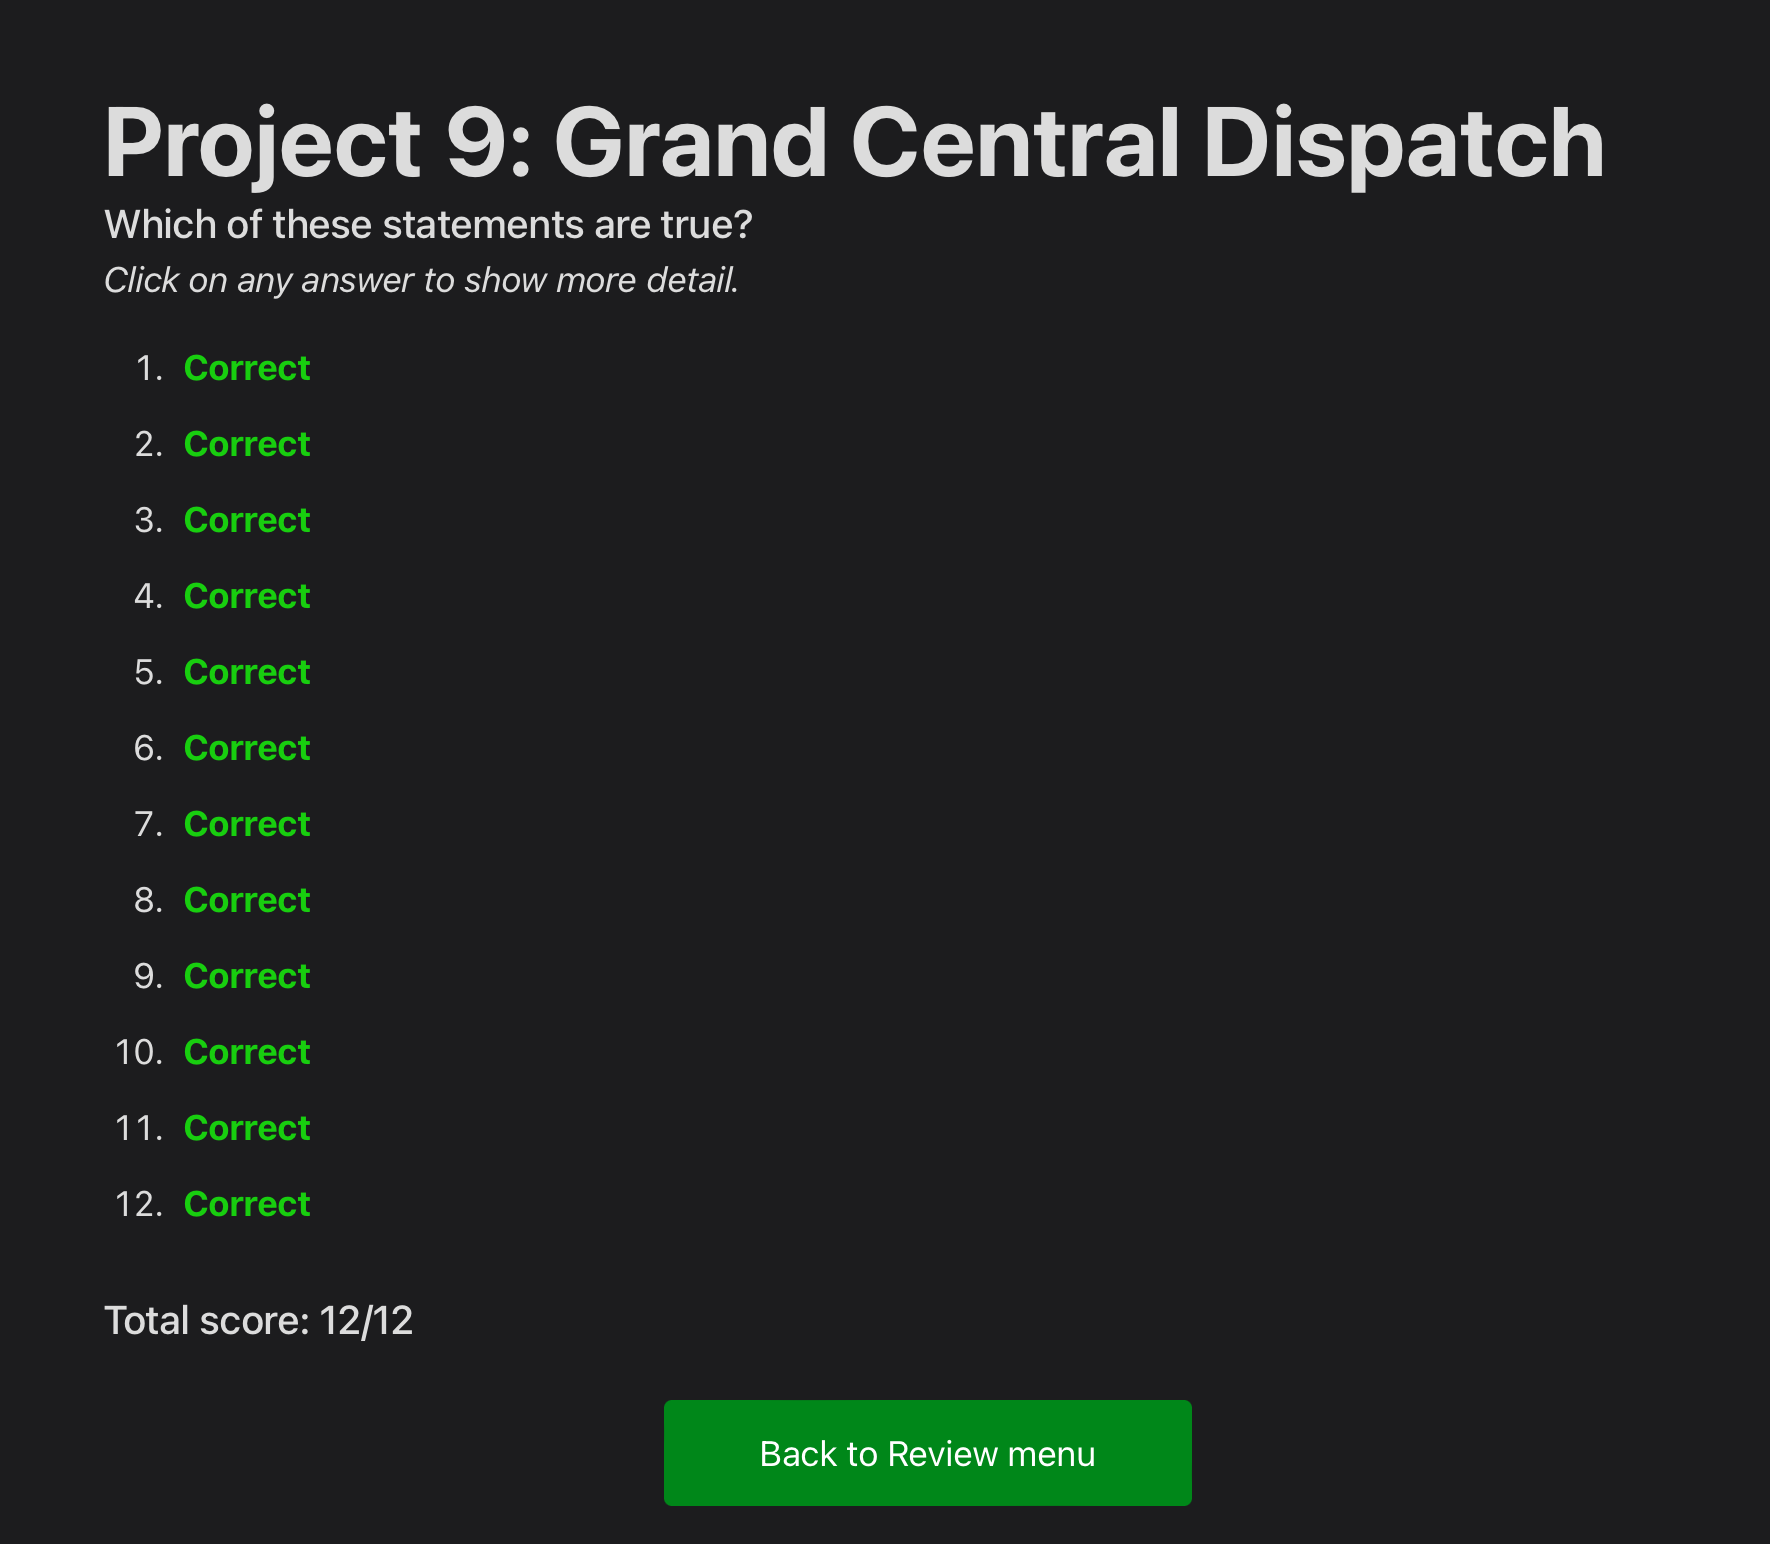 Project 9: Grand Central Dispatch
Which of these statements are true?
Click on any answer to show more detail.
1. Correct
2. Correct
3. Correct
4. Correct
5. Correct
6. Correct
7. Correct
8. Correct
9. Correct
10. Correct
11. Correct
12. Correct
Total score: 12/12
Back to Review menu